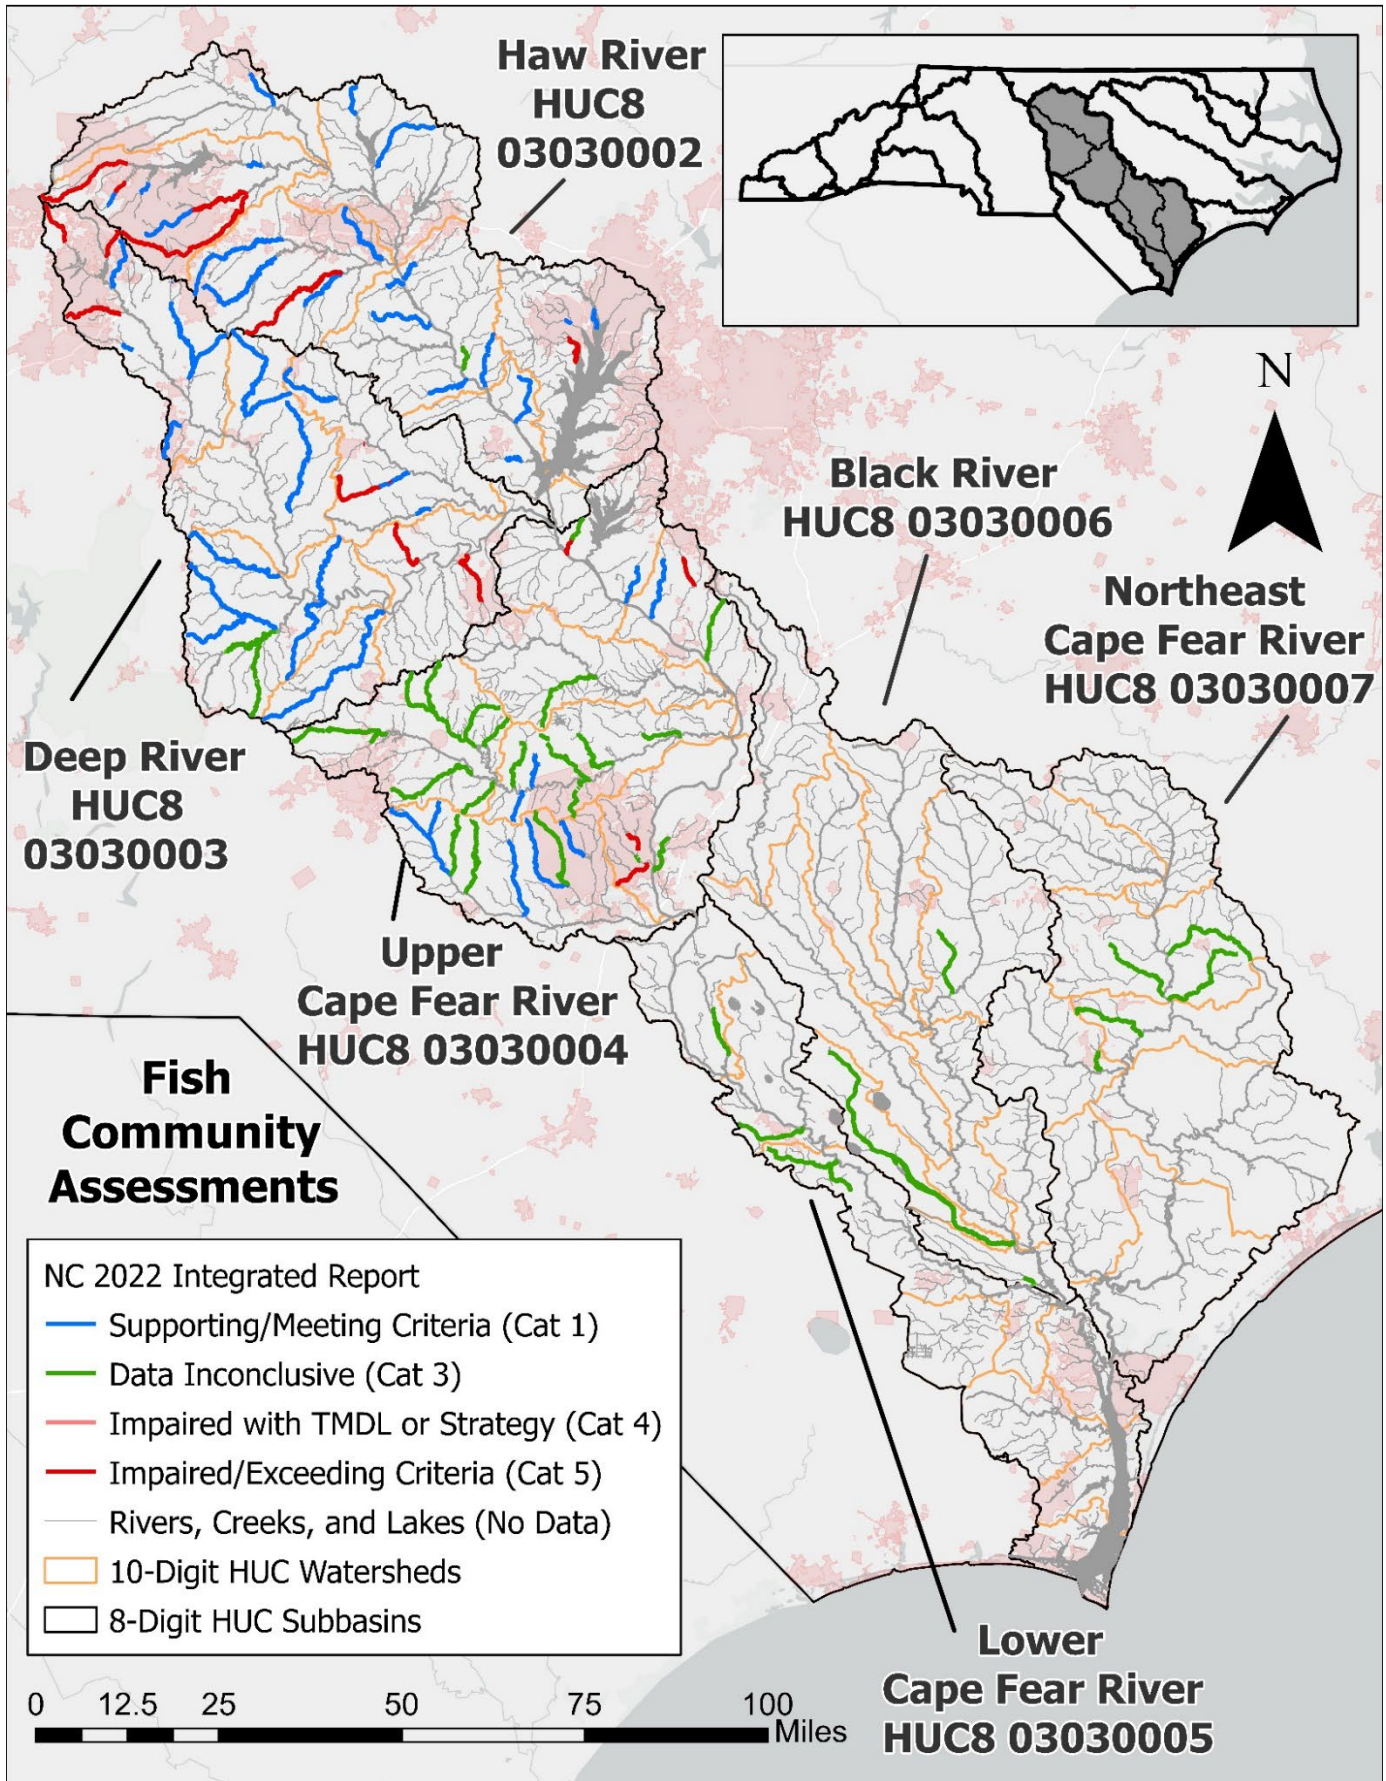 Haw River
HUC8
03030002
N
Black River
HUC8 03030006
Northeast
Cape Fear River
HUC8 03030007
Deep River
HUC8
03030003
Upper
Cape Fear River
HUC8 03030004
Fish
Community
Assessments
NC 2022 Integrated Report
Supporting/Meeting Criteria (Cat 1)
Data Inconclusive (Cat 3)
Impaired with TMDL or Strategy (Cat 4)
Impaired/Exceeding Criteria (Cat 5)
Rivers, Creeks, and Lakes (No Data)
10-Digit HUC Watersheds
8-Digit HUC Subbasins
Lower
Cape Fear River
HUC8 03030005
0 12.5 25 50 75 100
Miles